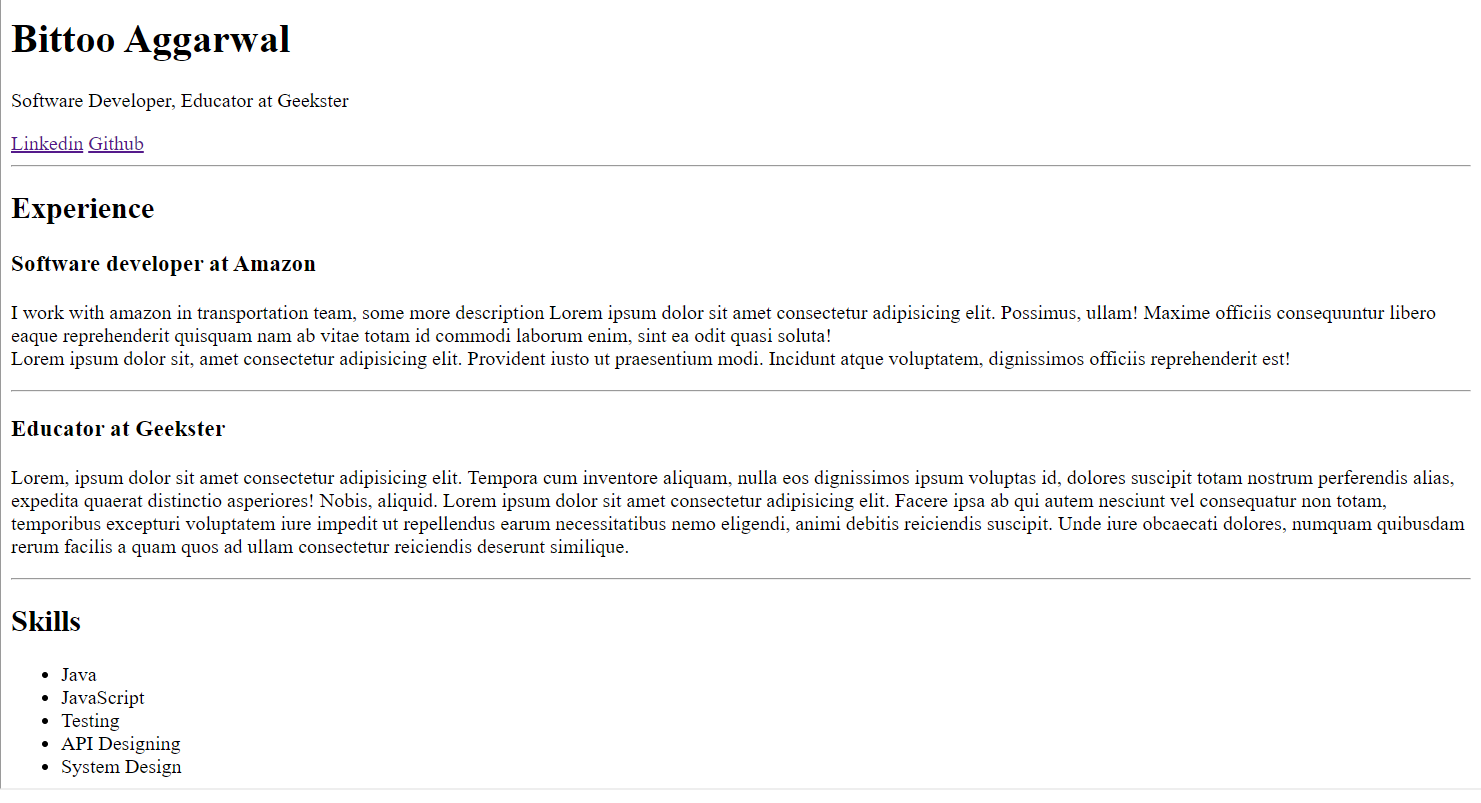 Bittoo Aggarwal
Software Developer, Educator at Geekster
Linkedin Github
Experience
Software developer at Amazon
I work with amazon in transportation team, some more description Lorem ipsum dolor sit amet consectetur adipisicing elit. Possimus, ullam! Maxime officiis consequuntur libero
eaque reprehenderit quisquam nam ab vitae totam id commodi laborum enim, sint ea odit quasi soluta!
Lorem ipsum dolor sit, amet consectetur adipisicing elit. Provident iusto ut praesentium modi. Incidunt atque voluptatem, dignissimos officiis reprehenderit est!
Educator at Geekster
Lorem, ipsum dolor sit amet consectetur adipisicing elit. Tempora cum inventore aliquam, nulla eos dignissimos ipsum voluptas id, dolores suscipit totam nostrum perferendis alias,
expedita quaerat distinctio asperiores! Nobis, aliquid. Lorem ipsum dolor sit amet consectetur adipisicing elit. Facere ipsa ab qui autem nesciunt vel consequatur non totam,
temporibus excepturi voluptatem iure impedit ut repellendus earum necessitatibus nemo eligendi, animi debitis reiciendis suscipit. Unde iure obcaecati dolores, numquam quibusdam
rerum facilis a quam quos ad ullam consectetur reiciendis deserunt similique.
Skills
• Java
• JavaScript
• Testing
• API Designing
• System Design